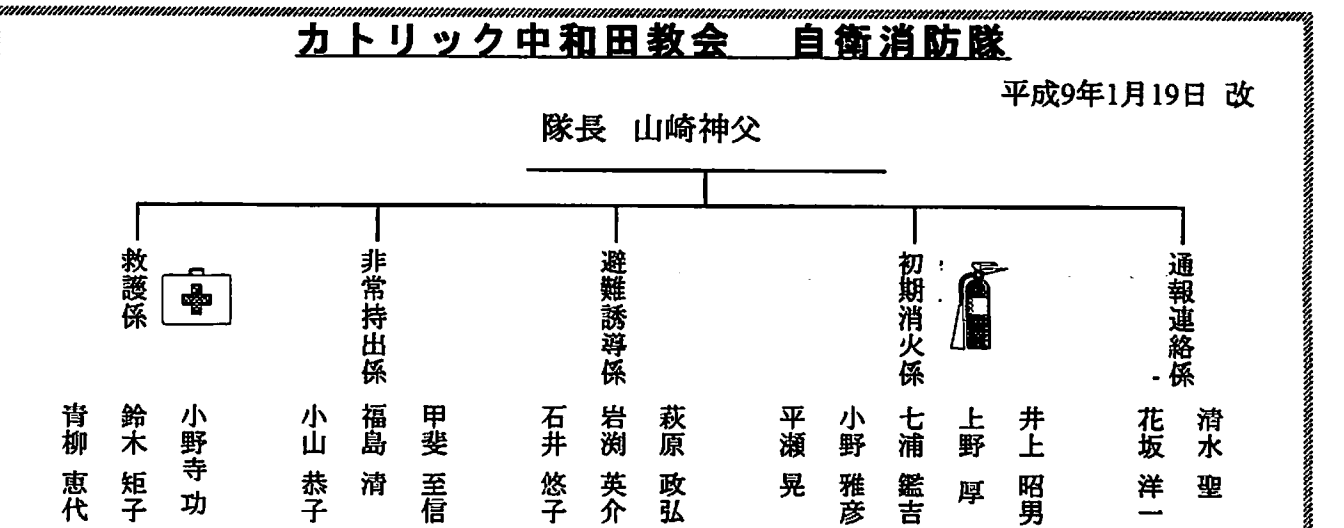 カトリック中和田教会　自衛消防隊
平成9年1月19日 改
隊長 山崎神父
通報連絡係
清水 聖
花坂 洋一
初期消火係
井上 昭男
上野 厚
七浦 鑑吉
小野 雅彦
平瀬 晃
避難誘導係
萩原 政弘
岩渕 英介
石井 悠子
非常持出係
甲斐 至信
福島 清
小山 恭子
救護係
小野寺 功
鈴木 矩子
青柳 恵代